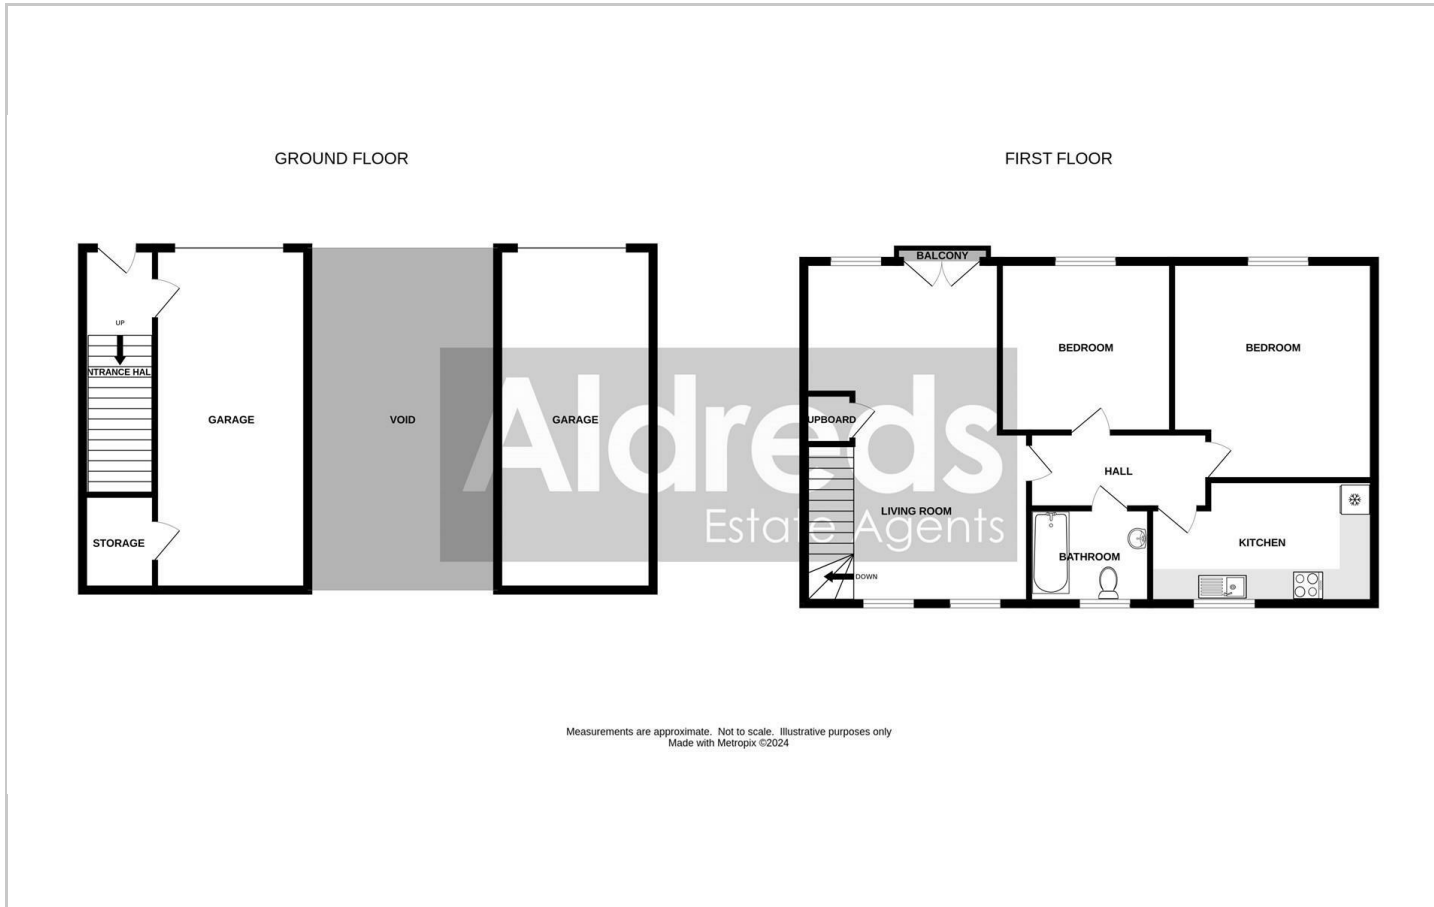 GROUND FLOOR
FIRST FLOOR
BALCONY
UP
NTRANCE HAL
GARAGE
VOID
GARAGE
STORAGE
BEDROOM
BEDROOM
UPBOARD
HALL
LIVING ROOM
KITCHEN
BATHROOM
DOWN
Aldreds
Estate Agents
Measurements are approximate. Not to scale. Illustrative purposes only
Made with Metropix ©2024